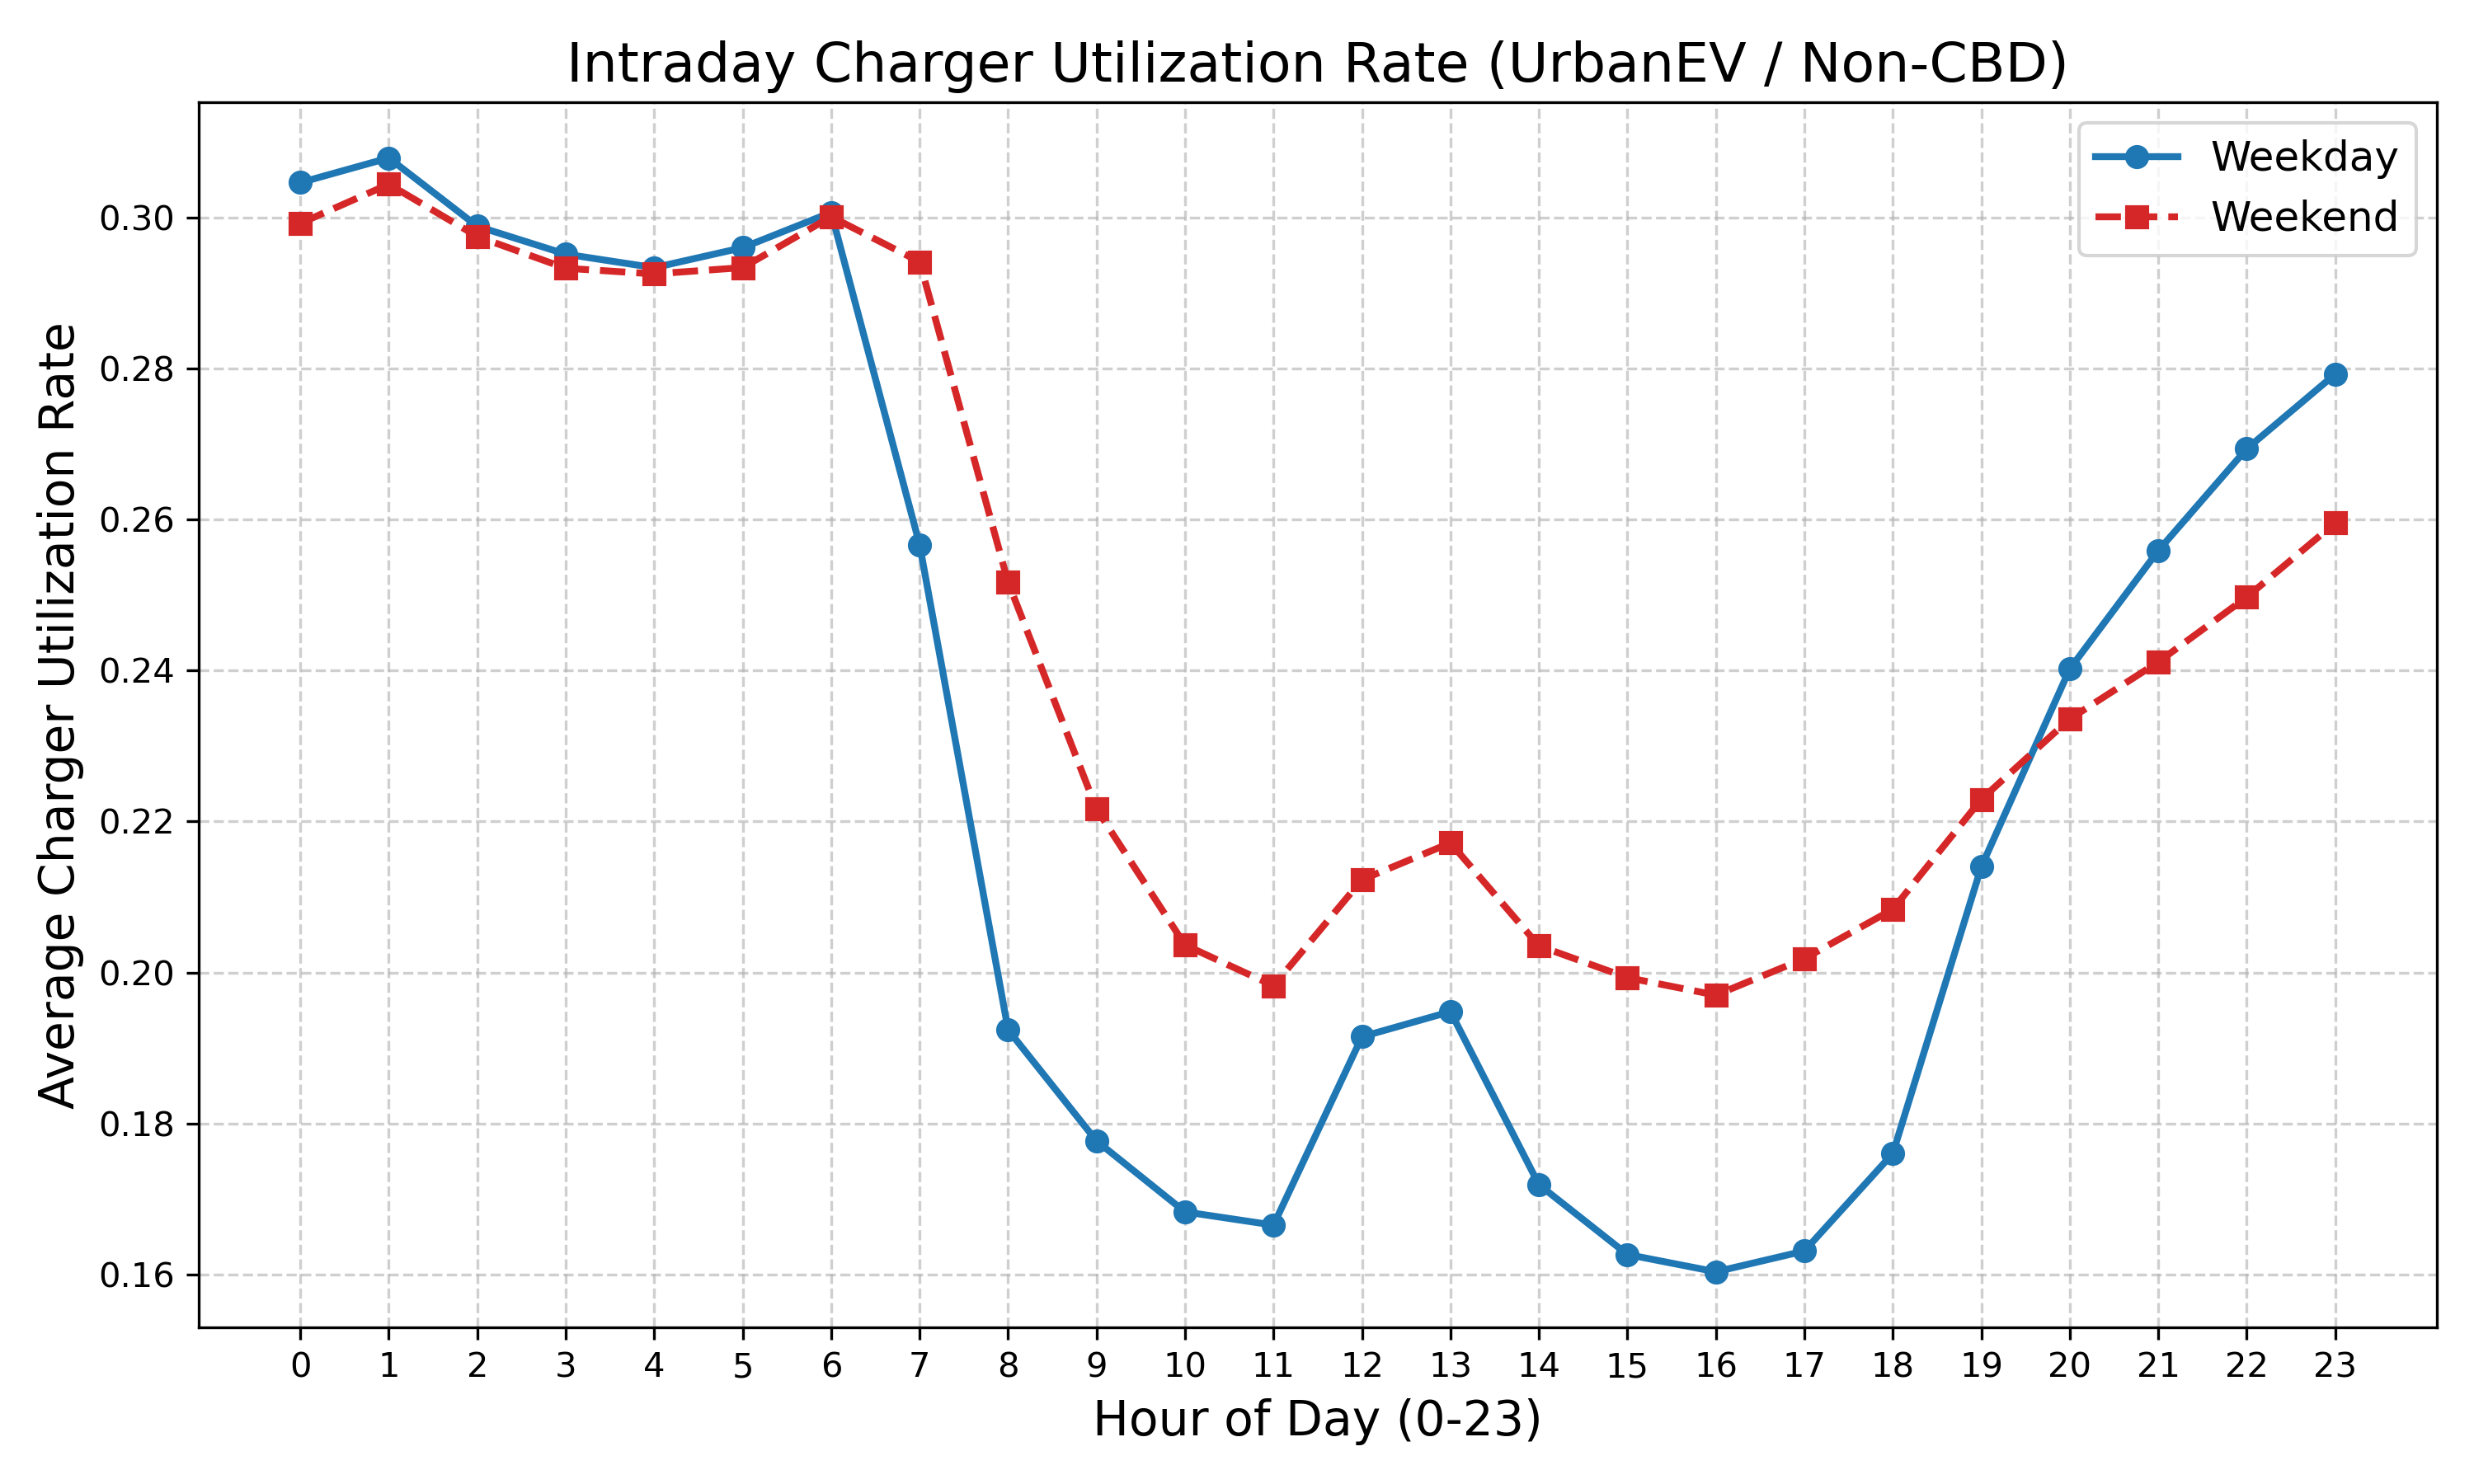 Intraday Charger Utilization Rate (UrbanEV / Non-CBD)
Weekday
Weekend
Average Charger Utilization Rate
0.30
0.28
0.26
0.24
0.22
0.20
0.18
0.16
0 1 2 3 4 5 6 7 8 9 10 11 12 13 14 15 16 17 18 19 20 21 22 23
Hour of Day (0-23)